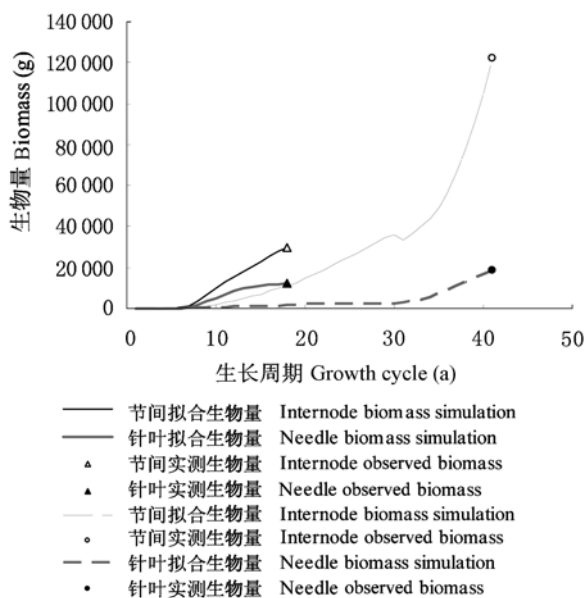 生物量 Biomass (g)
140 000
120 000
100 000
80 000
60 000
40 000
20 000
0
0 10 20 30 40 50
生长周期 Growth cycle (a)
节间拟合生物量 Internode biomass simulation
针叶拟合生物量 Needle biomass simulation
节间实测生物量 Internode observed biomass
针叶实测生物量 Needle observed biomass
节间拟合生物量 Internode biomass simulation
节间实测生物量 Internode observed biomass
针叶拟合生物量 Needle biomass simulation
针叶实测生物量 Needle observed biomass